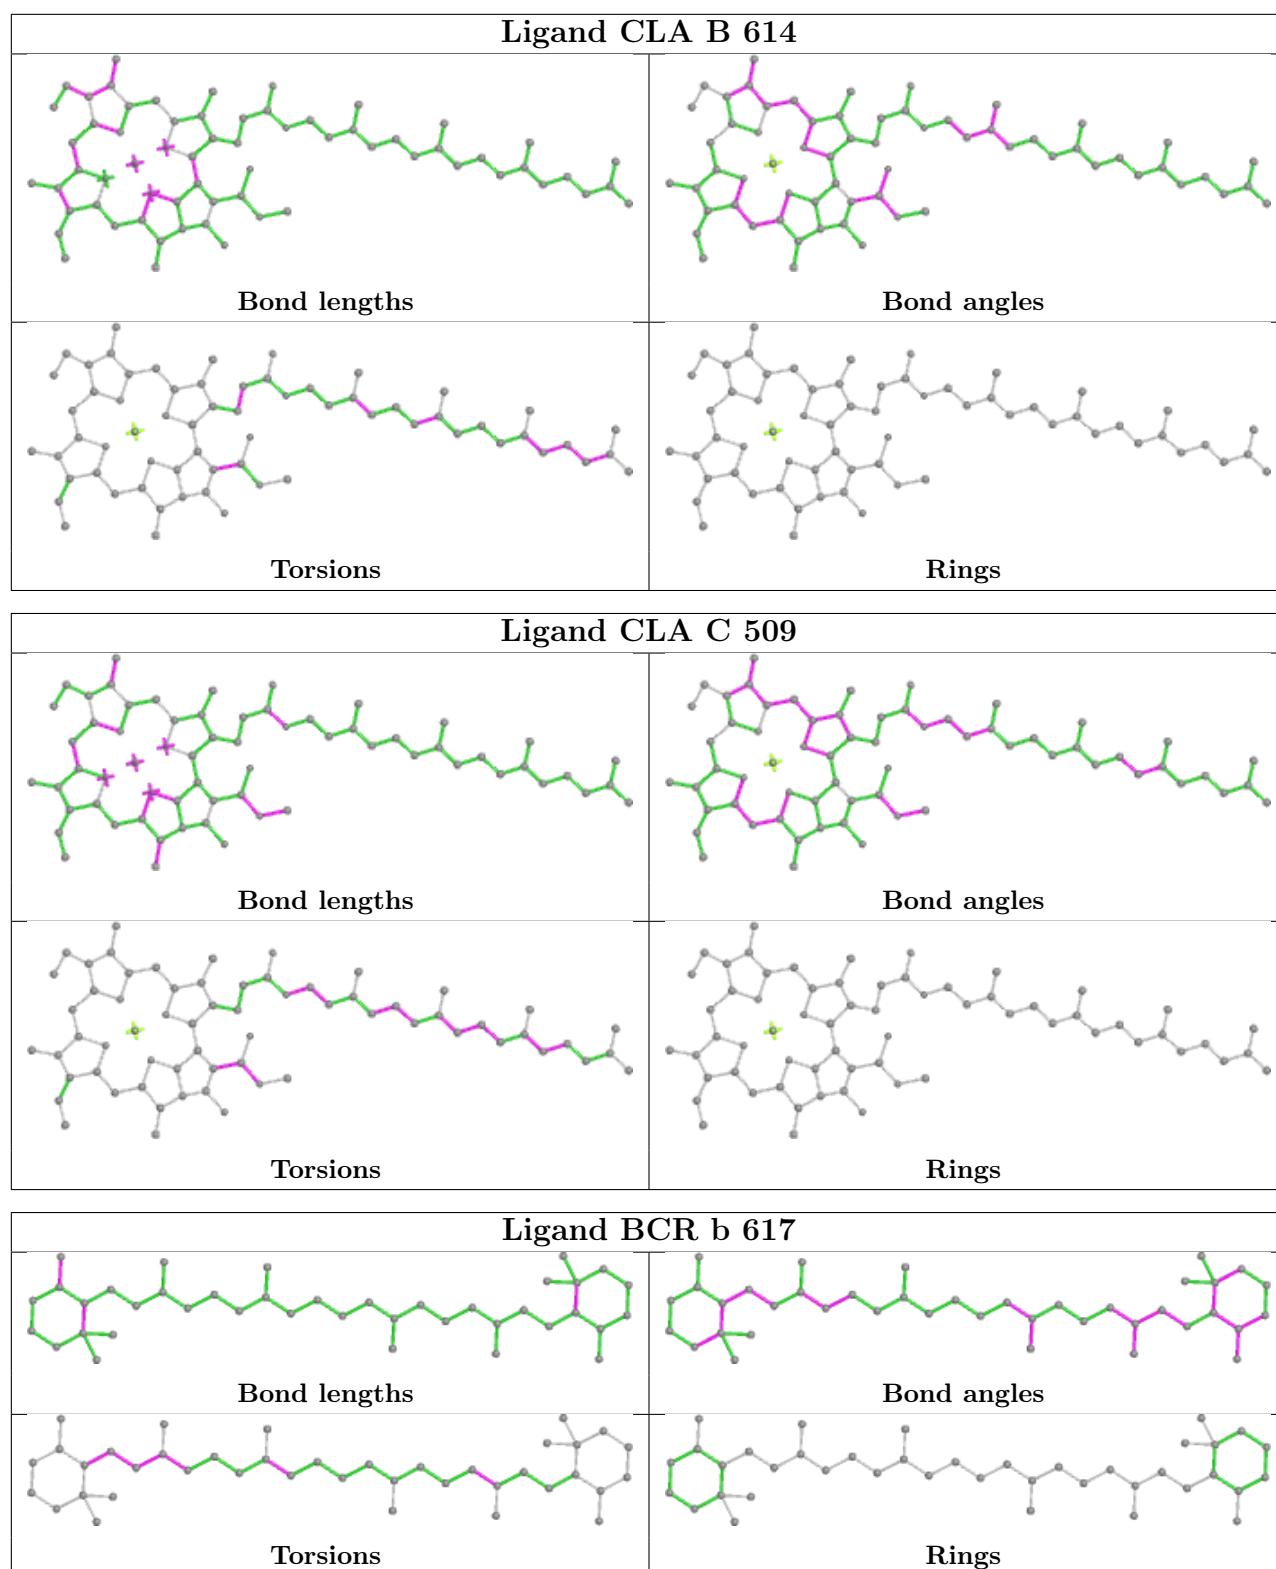 Ligand CLA B 614
Bond lengths Bond angles
Torsions Rings
Ligand CLA C 509
Bond lengths Bond angles
Torsions Rings
Ligand BCR b 617
Bond lengths Bond angles
Torsions Rings